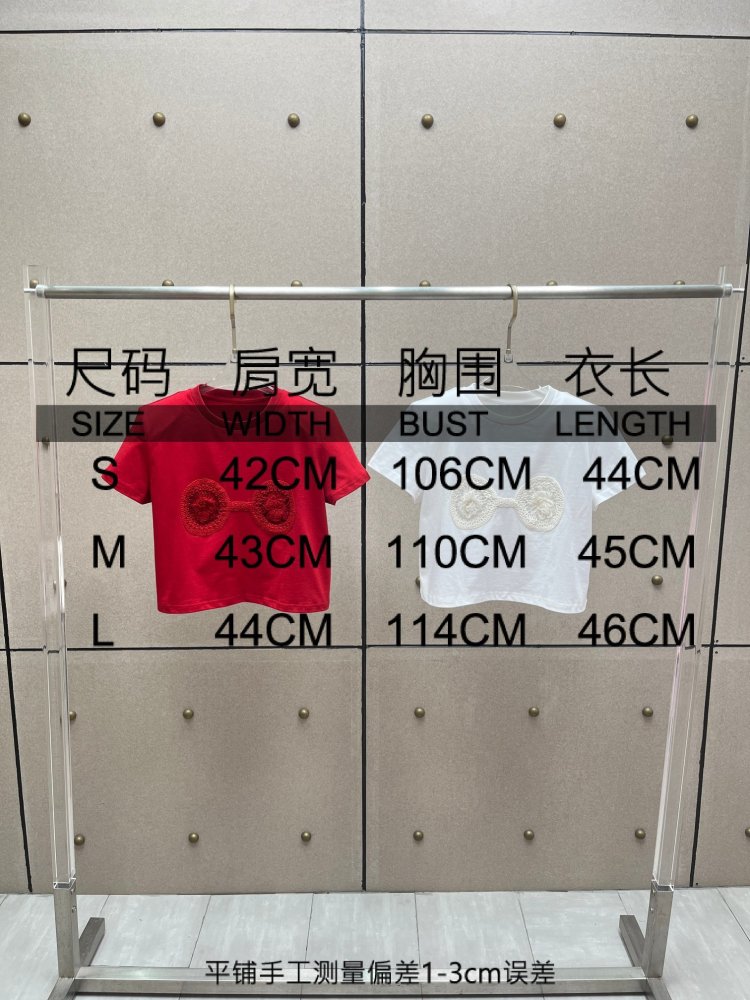 尺码 肩宽 胸围 衣长
SIZE WIDTH BUST LENGTH
S 42CM 106CM 44CM
M 43CM 110CM 45CM
L 44CM 114CM 46CM
平铺手工测量偏差1-3cm误差